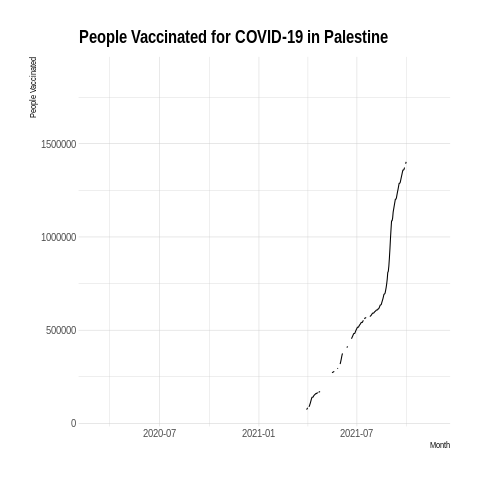 People Vaccinated for COVID-19 in Palestine
People Vaccinated
1500000
1000000
500000
0
2020-07 2021-01 2021-07
Month